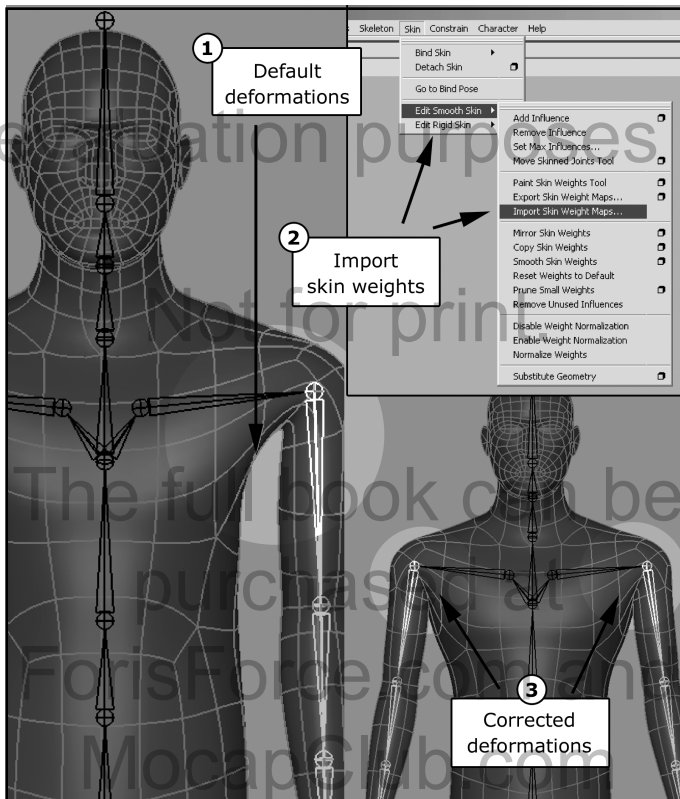 Skeleton Skin Constrain Character Help
1
Default
deformations
Bind Skin
Detach Skin
Go to Bind Pose
Edit Smooth Skin
Edit Rigid Skin
Add Influence
Remove Influence
Set Max Influences...
Move Skinned Joints Tool
Paint Skin Weights Tool
Export Skin Weight Maps...
Import Skin Weight Maps...
Mirror Skin Weights
Copy Skin Weights
Smooth Skin Weights
Reset Weights to Default
Prune Small Weights
Remove Unused Influences
Disable Weight Normalization
Enable Weight Normalization
Normalize Weights
Substitute Geometry
2
Import
skin weights
3
Corrected
deformations
purposes
Not for print.
The full book can be
purchased at
ForisForce.com and
MocapClub.com